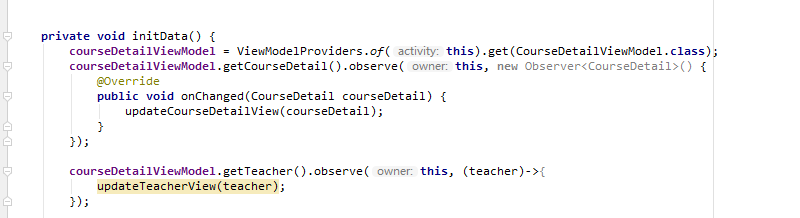 private void initData() {
courseDetailViewModel = ViewModelProviders.of( activity: this).get(CourseDetailViewModel.class);
courseDetailViewModel.getCourseDetail().observe( owner: this, new Observer<CourseDetail>() {
@Override
public void onChanged(CourseDetail courseDetail) {
updateCourseDetailView(courseDetail);
}
});
courseDetailViewModel.getTeacher().observe( owner: this, (teacher)->{
updateTeacherView(teacher);
});